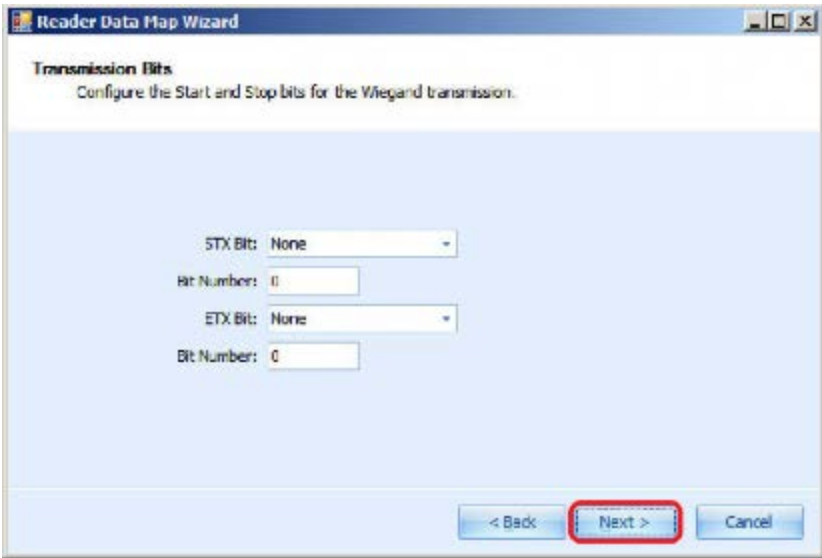 Reader Data Map Wizard
Transmission Bits
Configure the Start and Stop bits for the Wiegand transmission.
STX Bit: None
Bit Number: 0
ETX Bit: None
Bit Number: 0
< Back Next > Cancel